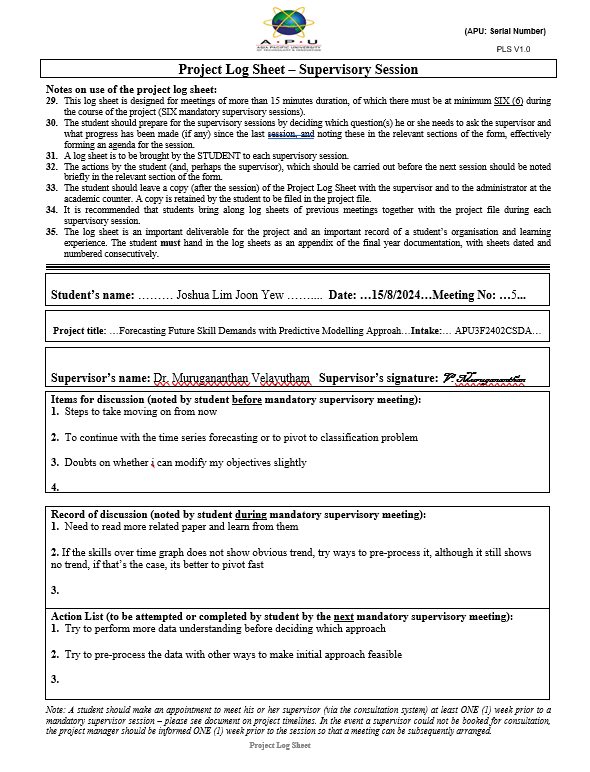 A · P · U
ASIA PACIFIC UNIVERSITY
OF TECHNOLOGY & INNOVATION
(APU: Serial Number)
PLS V1.0
Project Log Sheet – Supervisory Session
Notes on use of the project log sheet:
29. This log sheet is designed for meetings of more than 15 minutes duration, of which there must be at minimum SIX (6) during
the course of the project (SIX mandatory supervisory sessions).
30. The student should prepare for the supervisory sessions by deciding which question(s) he or she needs to ask the supervisor and
what progress has been made (if any) since the last session, and noting these in the relevant sections of the form, effectively
forming an agenda for the session.
31. A log sheet is to be brought by the STUDENT to each supervisory session.
32. The actions by the student (and, perhaps the supervisor), which should be carried out before the next session should be noted
briefly in the relevant section of the form.
33. The student should leave a copy (after the session) of the Project Log Sheet with the supervisor and to the administrator at the
academic counter. A copy is retained by the student to be filed in the project file.
34. It is recommended that students bring along log sheets of previous meetings together with the project file during each
supervisory session.
35. The log sheet is an important deliverable for the project and an important record of a student's organisation and learning
experience. The student must hand in the log sheets as an appendix of the final year documentation, with sheets dated and
numbered consecutively.
Student's name: ……… Joshua Lim Joon Yew ……... Date: …15/8/2024…Meeting No: …5...
Project title: …Forecasting Future Skill Demands with Predictive Modelling Approah…Intake:… APU3F2402CSDA…
Supervisor's name: Dr. Murugananthan Velayutham Supervisor's signature: V. Murugananthan
Items for discussion (noted by student before mandatory supervisory meeting):
1. Steps to take moving on from now
2. To continue with the time series forecasting or to pivot to classification problem
3. Doubts on whether i can modify my objectives slightly
4.
Record of discussion (noted by student during mandatory supervisory meeting):
1. Need to read more related paper and learn from them
2. If the skills over time graph does not show obvious trend, try ways to pre-process it, although it still shows
no trend, if that's the case, its better to pivot fast
3.
Action List (to be attempted or completed by student by the next mandatory supervisory meeting):
1. Try to perform more data understanding before deciding which approach
2. Try to pre-process the data with other ways to make initial approach feasible
3.
Note: A student should make an appointment to meet his or her supervisor (via the consultation system) at least ONE (1) week prior to a
mandatory supervisor session – please see document on project timelines. In the event a supervisor could not be booked for consultation,
the project manager should be informed ONE (1) week prior to the session so that a meeting can be subsequently arranged.
Project Log Sheet